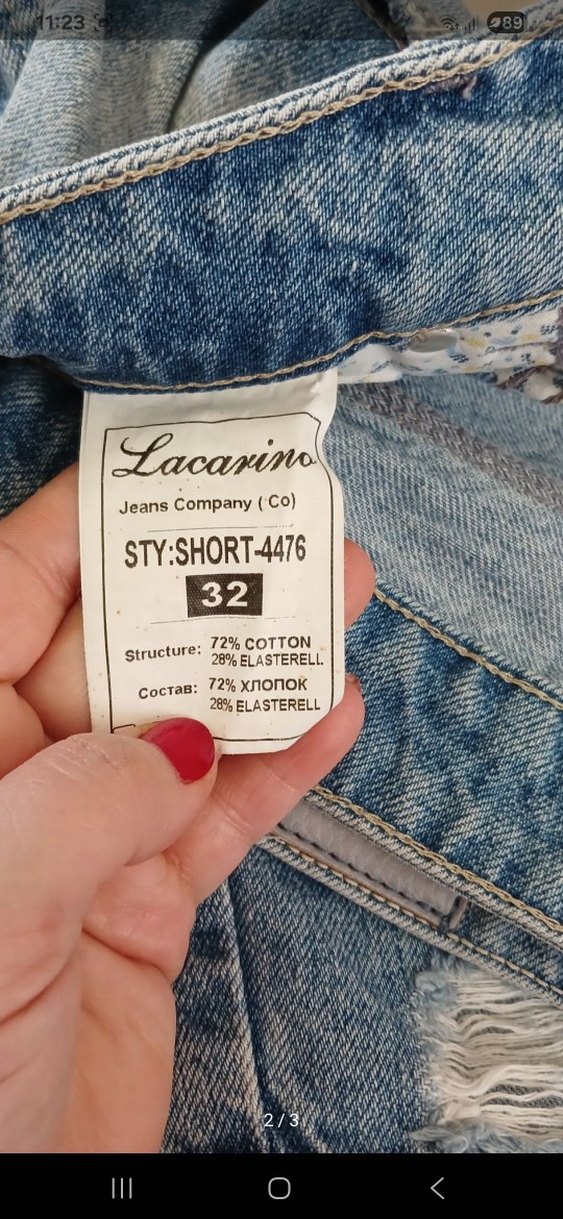 11:23
89
Lacarino
Jeans Company ( Co)
STY:SHORT-4476
32
Structure: 72% COTTON
28% ELASTERELL
Состав: 72% ХЛОПОК
28% ELASTERELL
2 / 3